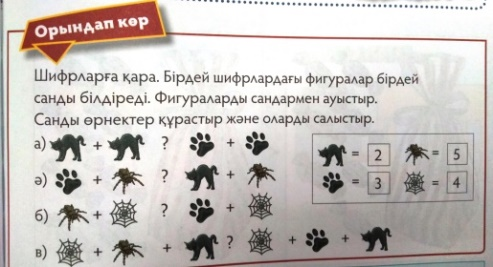 Орындап көр
Шифрларға қара. Бірдей шифрлардағы фигуралар бірдей
санды білдіреді. Фигураларды сандармен ауыстыр.
Санды өрнектер құрастыр және оларды салыстыр.
а) + ? +
= 2 = 5
ә) + ? +
= 3 = 4
б) + ? +
в) + + ? + +